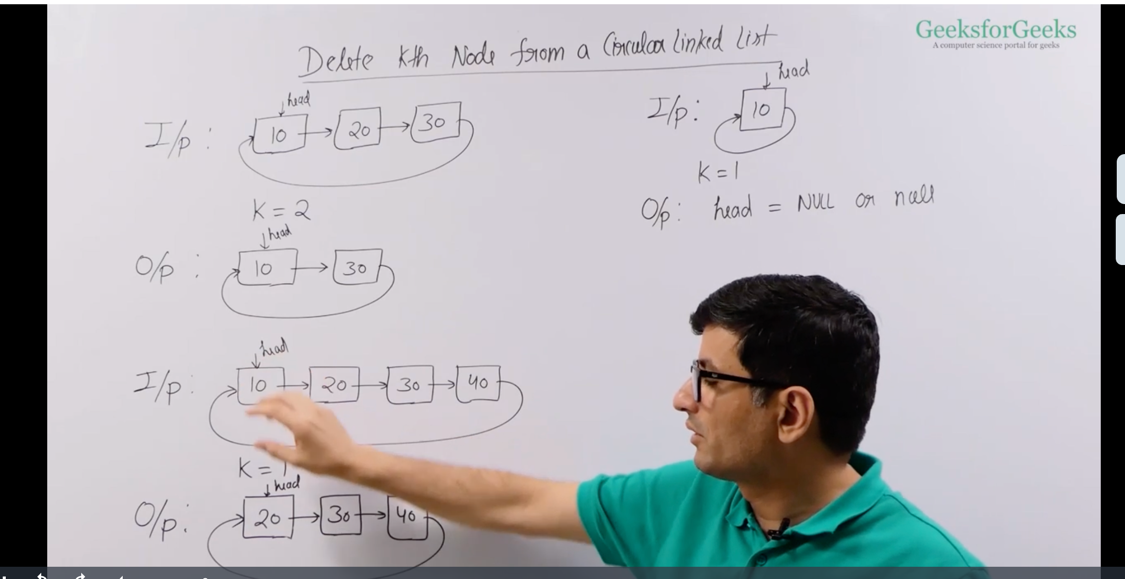 GeeksforGeeks
A computer science portal for geeks
Delete Kth Node from a Circular Linked List
I/p:
head
10 20 30
K = 2
O/p:
head
10 30
I/p:
head
10 20 30 40
K = 1
O/p:
head
20 30 40
I/p:
head
10
K = 1
O/p: head = NULL or null